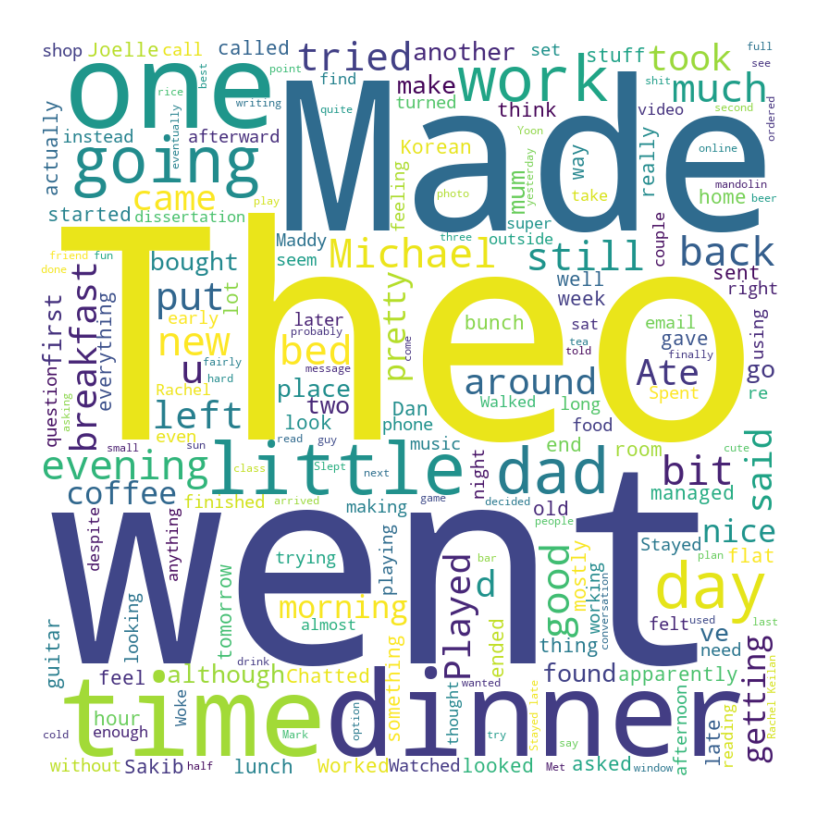 shop Joelle call called tried another set stuff took full
see
point
best
rice
find
shit
second
ordered
writing
quite
one Made work much
make turned think video
actually instead eventually afterward Korean Yoon yesterday way really online
going
mandolin
beer
feeling mum take home
came play photo
started dissertation super
outside couple
three
friend fun
done
Maddy
seem Michael still back
bought well
week sent
right
sat
Theo
put lot later
probably
come
pretty bunch tea
told email
gave using
breakfast first everything early
new bed message finally
fairly
hard
u place
two
around Ate go
Rachel
look Walked long Spent
re
question asking left even Dan
phone
music food
end room
cute
small sun read guy
said
evening little dad bit
class Slept next night
coffee finished arrived making game decided old managed
people
nice
despite anything trying playing d good mostly working conversation Stayed flat
bar plan last
went
day
tomorrow morning Played thing ve felt used
need
guitar looking almost ended
feel although Chatted something drink thought wanted found apparently getting
time dinner
Woke
hour
enough
cold
option
Mark
Stayed late
try
say
afternoon late reading Rachel Keilan
without Sakib half lunch Worked Watched looked Met asked window